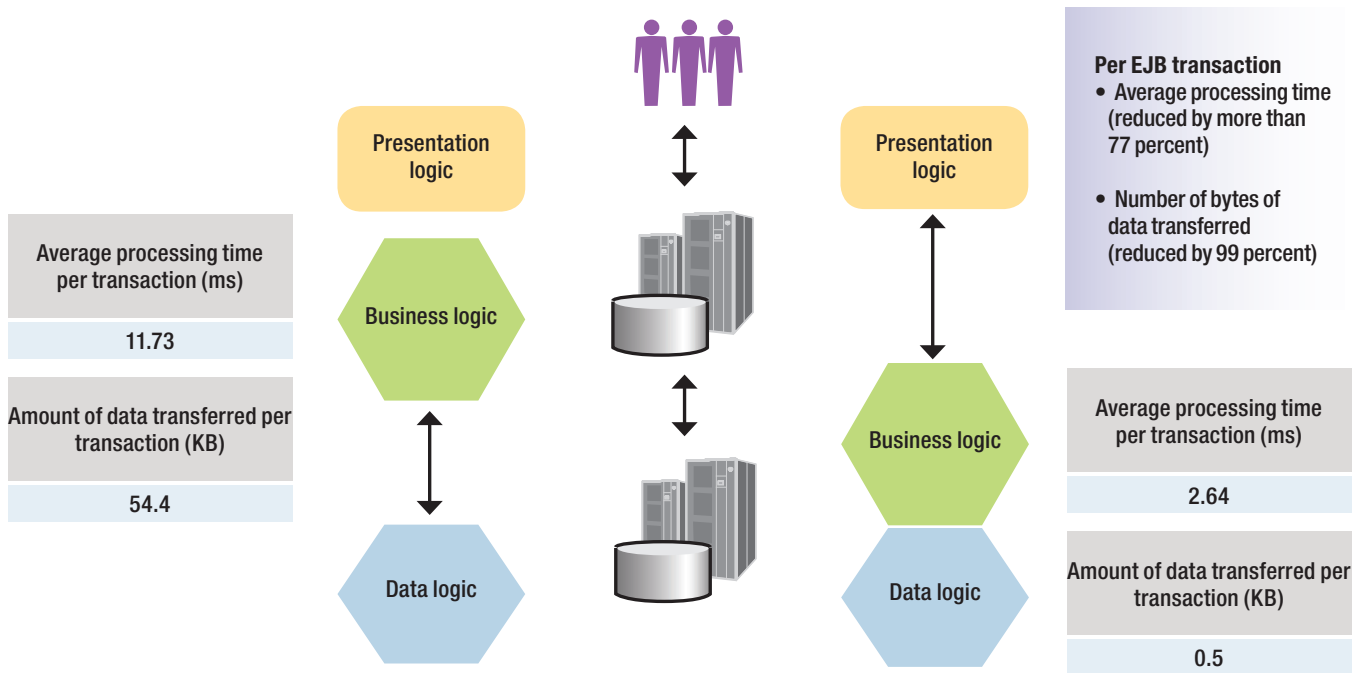 Presentation
logic
Average processing time
per transaction (ms)
11.73
Amount of data transferred per
transaction (KB)
54.4
Business logic
Data logic
Presentation
logic
Business logic
Data logic
Per EJB transaction
• Average processing time
(reduced by more than
77 percent)
• Number of bytes of
data transferred
(reduced by 99 percent)
Average processing time
per transaction (ms)
2.64
Amount of data transferred per
transaction (KB)
0.5